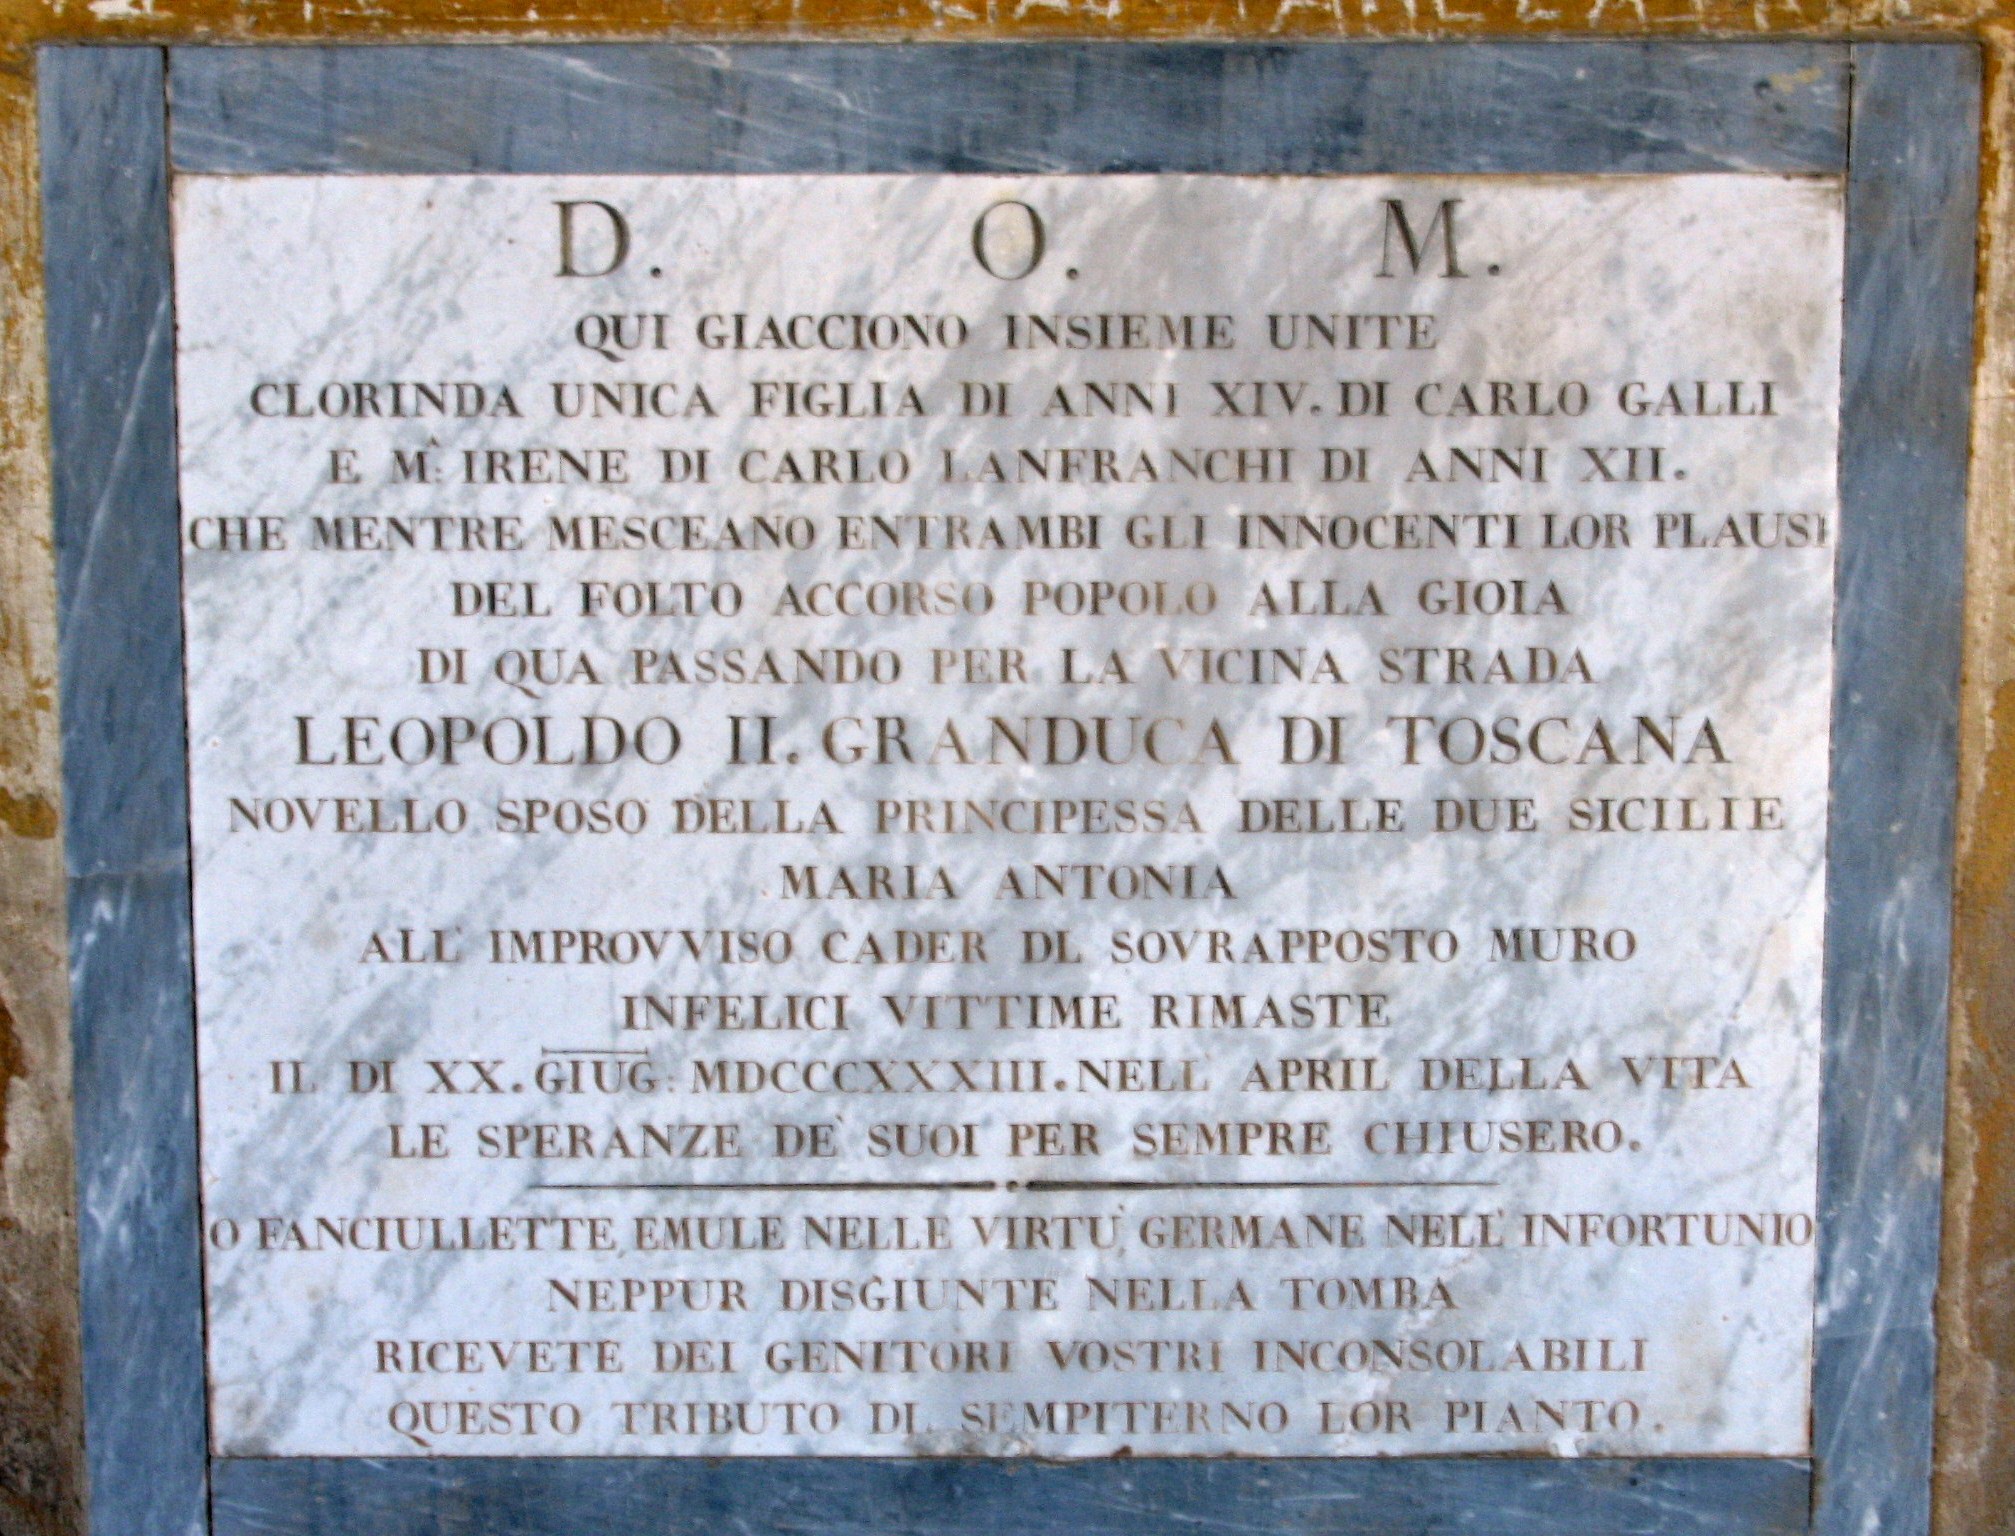 D. O. M.
QUI GIACCIONO INSIEME UNITE
CLORINDA UNICA FIGLIA DI ANNI XIV. DI CARLO GALLI
E M.ª IRENE DI CARLO LANFRANCHI DI ANNI XII.
CHE MENTRE MESCEANO ENTRAMBI GLI INNOCENTI LOR PLAUSI
DEL FOLTO ACCORSO POPOLO ALLA GIOIA
DI QUA PASSANDO PER LA VICINA STRADA
LEOPOLDO II. GRANDUCA DI TOSCANA
NOVELLO SPOSO DELLA PRINCIPESSA DELLE DUE SICILIE
MARIA ANTONIA
ALL' IMPROVVISO CADER DL SOVRAPPOSTO MURO
INFELICI VITTIME RIMASTE
IL DI XX. GIUG: MDCCCXXXIII. NELL' APRIL DELLA VITA
LE SPERANZE DE' SUOI PER SEMPRE CHIUSERO.
O FANCIULLETTE, EMULE NELLE VIRTU', GERMANE NELL' INFORTUNIO
NEPPUR DISGIUNTE NELLA TOMBA
RICEVETE DEI GENITORI VOSTRI INCONSOLABILI
QUESTO TRIBUTO DL SEMPITERNO LOR PIANTO.